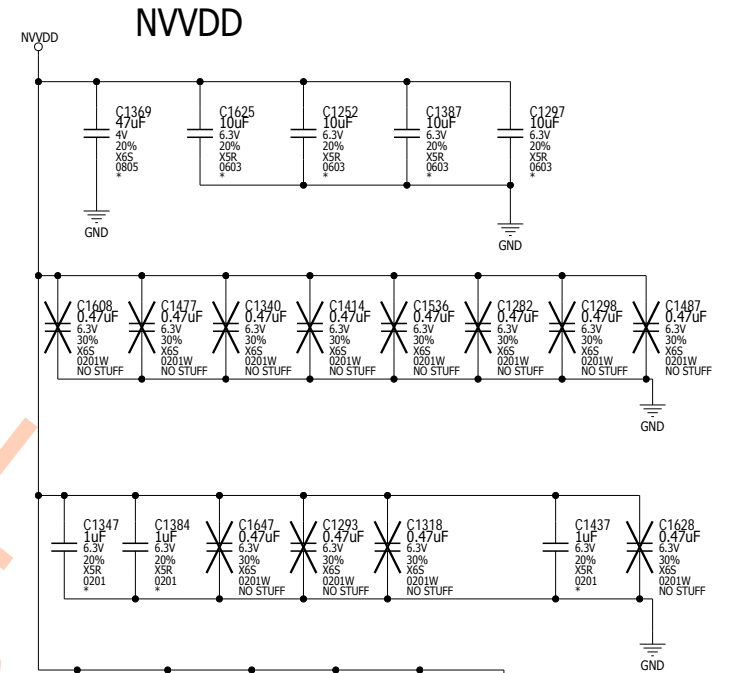 NVVDD
NVVDD
C1369
47uF
4V
20%
X6S
0805
*
C1625
10uF
6.3V
20%
X5R
0603
*
C1252
10uF
6.3V
20%
X5R
0603
*
C1387
10uF
6.3V
20%
X5R
0603
*
C1297
10uF
6.3V
20%
X5R
0603
*
GND
GND
C1608
0.47uF
6.3V
30%
X6S
0201W
NO STUFF
C1477
0.47uF
6.3V
30%
X6S
0201W
NO STUFF
C1340
0.47uF
6.3V
30%
X6S
0201W
NO STUFF
C1414
0.47uF
6.3V
30%
X6S
0201W
NO STUFF
C1536
0.47uF
6.3V
30%
X6S
0201W
NO STUFF
C1282
0.47uF
6.3V
30%
X6S
0201W
NO STUFF
C1298
0.47uF
6.3V
30%
X6S
0201W
NO STUFF
C1487
0.47uF
6.3V
30%
X6S
0201W
NO STUFF
GND
C1347
1uF
6.3V
20%
X5R
0201
*
C1384
1uF
6.3V
20%
X5R
0201
*
C1647
0.47uF
6.3V
30%
X6S
0201W
NO STUFF
C1293
0.47uF
6.3V
30%
X6S
0201W
NO STUFF
C1318
0.47uF
6.3V
30%
X6S
0201W
NO STUFF
C1437
1uF
6.3V
20%
X5R
0201
*
C1628
0.47uF
6.3V
30%
X6S
0201W
NO STUFF
GND